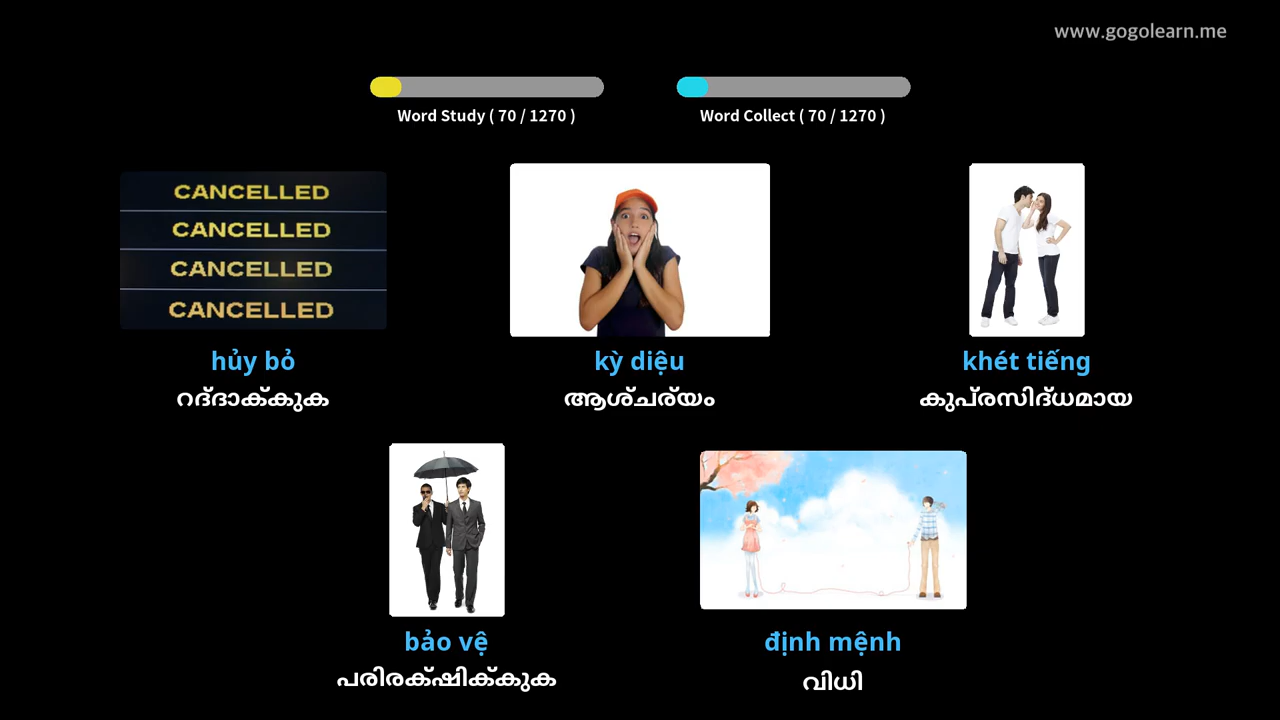 www.gogolearn.me
Word Study ( 70 / 1270 )
Word Collect ( 70 / 1270 )
CANCELLED
CANCELLED
CANCELLED
CANCELLED
hủy bỏ
റദ്ദാക്കുക
kỳ diệu
ആശ്ചര്യം
khét tiếng
കുപ്രസിദ്ധമായ
bảo vệ
പരിരക്ഷിക്കുക
định mệnh
വിധി